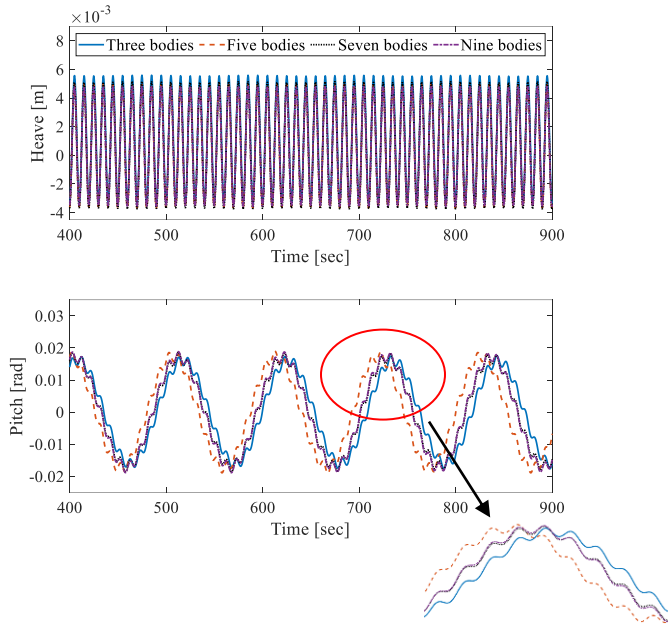 ×10⁻³
8
Three bodies Five bodies Seven bodies Nine bodies
6
4
2
0
-2
-4
Heave [m]
400 500 600 700 800 900
Time [sec]
0.03
0.02
0.01
0
-0.01
-0.02
Pitch [rad]
400 500 600 700 800 900
Time [sec]